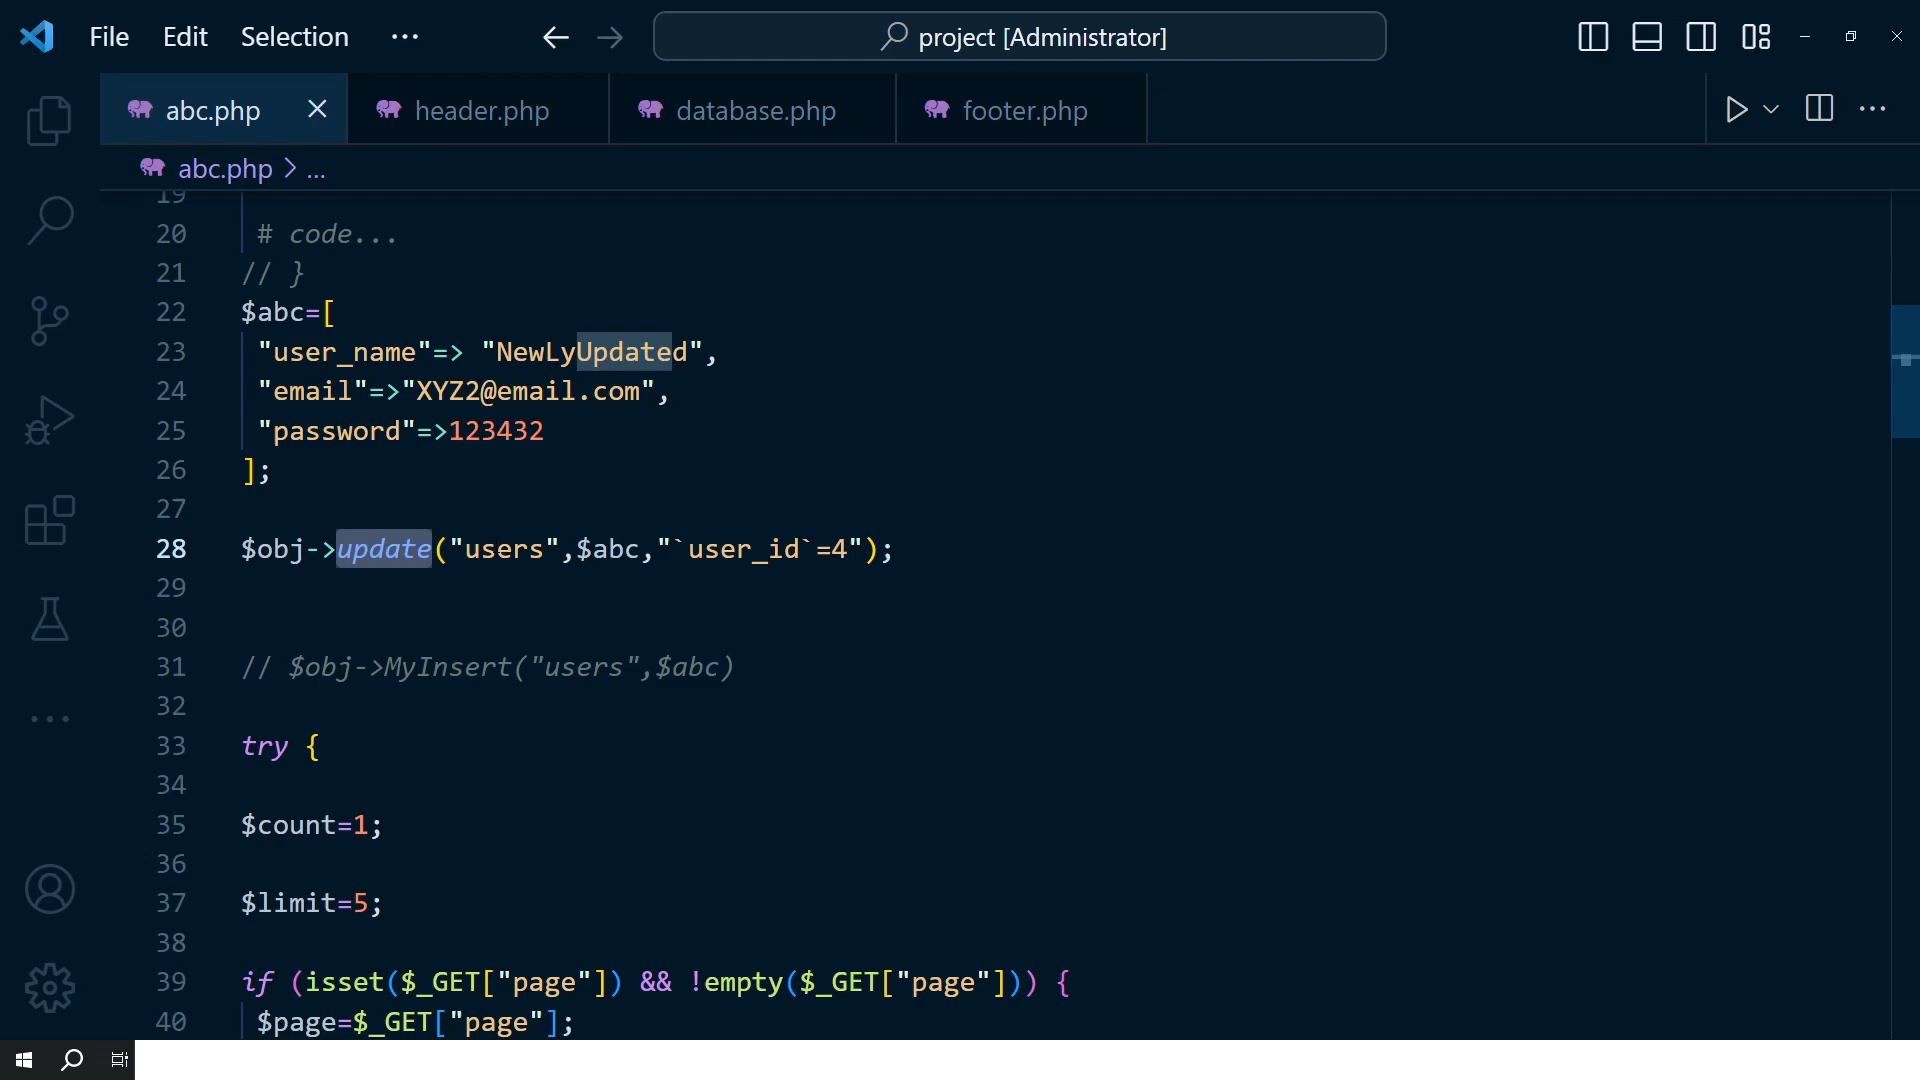 File Edit Selection ...
project [Administrator]
abc.php header.php database.php footer.php
abc.php > ...
19
20 # code...
21 // }
22 $abc=[
23 "user_name"=> "NewLyUpdated",
24 "email"=>"XYZ2@email.com",
25 "password"=>123432
26 ];
27
28 $obj->update("users",$abc,"`user_id`=4");
29
30
31 // $obj->MyInsert("users",$abc)
32
33 try {
34
35 $count=1;
36
37 $limit=5;
38
39 if (isset($_GET["page"]) && !empty($_GET["page"])) {
40 $page=$_GET["page"];